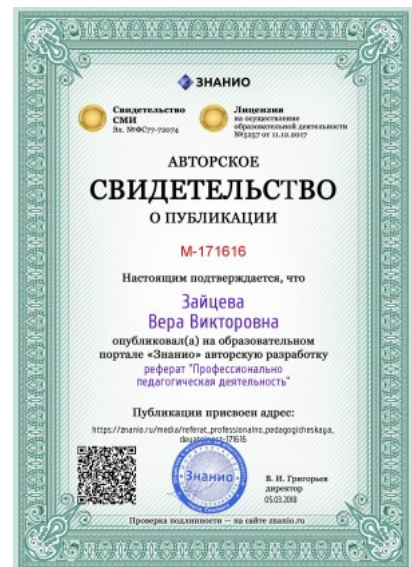 ЗНАНИО
Свидетельство
СМИ
Эл. №ФС77-72074
Лицензия
на осуществление
образовательной деятельности
№5257 от 11.12.2017
АВТОРСКОЕ
СВИДЕТЕЛЬСТВО
О ПУБЛИКАЦИИ
М-171616
Настоящим подтверждается, что
Зайцева
Вера Викторовна
опубликовал(а) на образовательном
портале «Знанио» авторскую разработку
реферат "Профессионально
педагогическая деятельность"
Публикации присвоен адрес:
https://znanio.ru/media/referat_professionalno_pedagogicheskaya_
deyatelnost-171616
Знанио
В. И. Григорьев
директор
05.03.2018
Проверка подлинности — на сайте znanio.ru